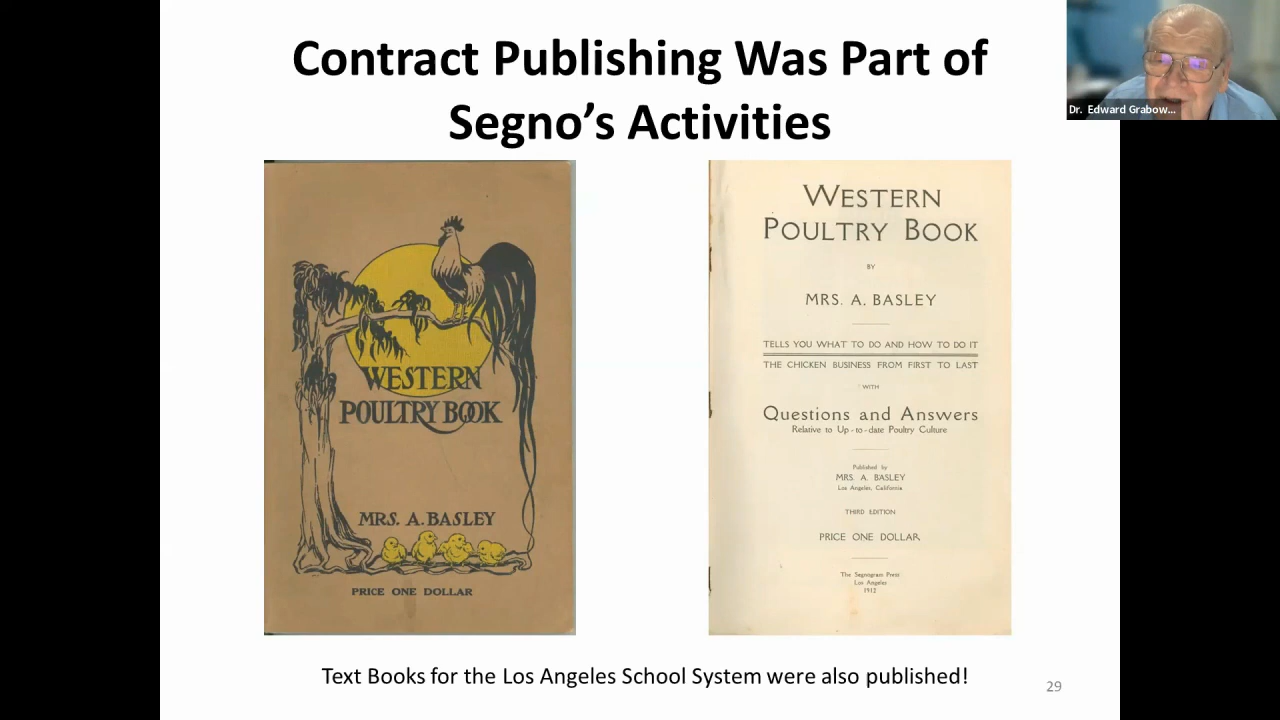 Contract Publishing Was Part of
Segno's Activities
Dr. Edward Grabow...
WESTERN
POULTRY BOOK
MRS. A. BASLEY
PRICE ONE DOLLAR
WESTERN
POULTRY BOOK
BY
MRS. A. BASLEY
TELLS YOU WHAT TO DO AND HOW TO DO IT
THE CHICKEN BUSINESS FROM FIRST TO LAST
WITH
Questions and Answers
Relative to Up-to-date Poultry Culture
Published by
MRS. A. BASLEY
Los Angeles, California
THIRD EDITION
PRICE ONE DOLLAR
The Segnogram Press
Los Angeles
1912
Text Books for the Los Angeles School System were also published!
29